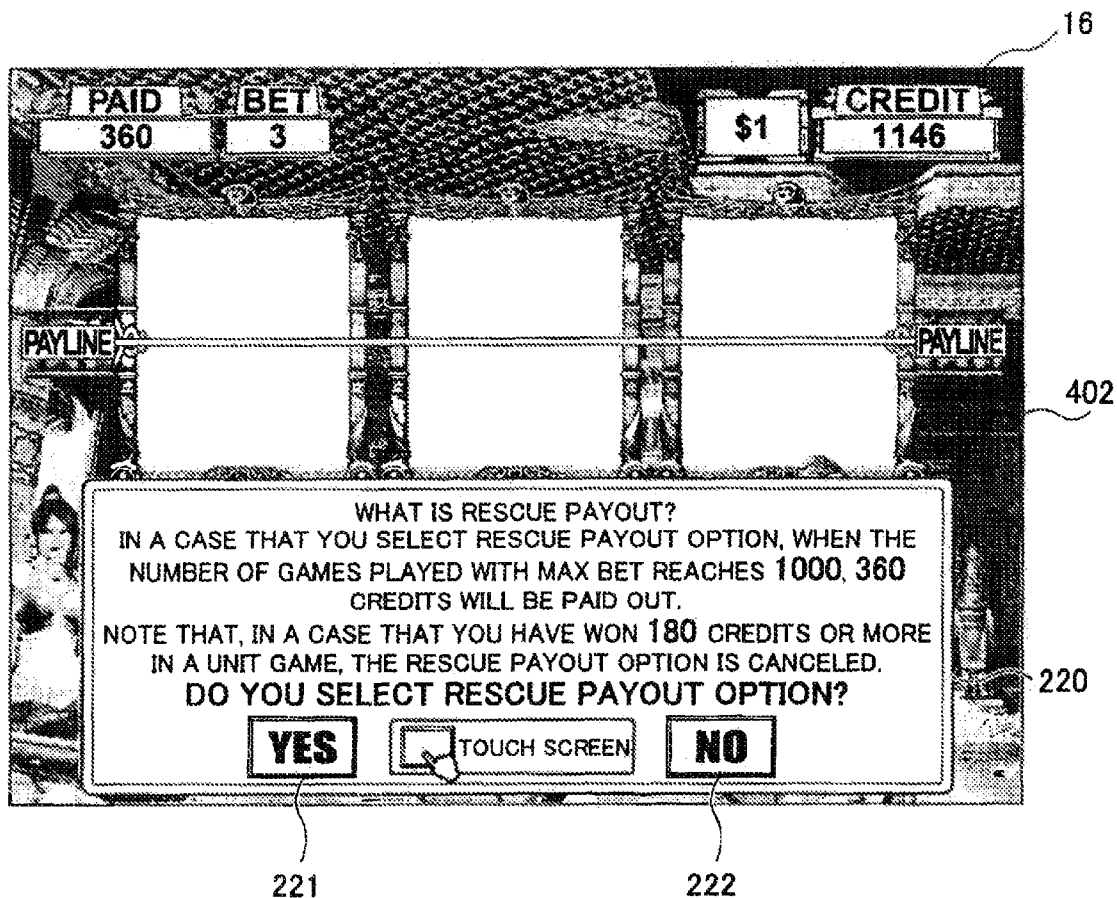 16
PAID BET $1 CREDIT
360 3 1146
PAYLINE PAYLINE
402
WHAT IS RESCUE PAYOUT?
IN A CASE THAT YOU SELECT RESCUE PAYOUT OPTION, WHEN THE
NUMBER OF GAMES PLAYED WITH MAX BET REACHES 1000, 360
CREDITS WILL BE PAID OUT.
NOTE THAT, IN A CASE THAT YOU HAVE WON 180 CREDITS OR MORE
IN A UNIT GAME, THE RESCUE PAYOUT OPTION IS CANCELED.
DO YOU SELECT RESCUE PAYOUT OPTION?
220
YES TOUCH SCREEN NO
221 222